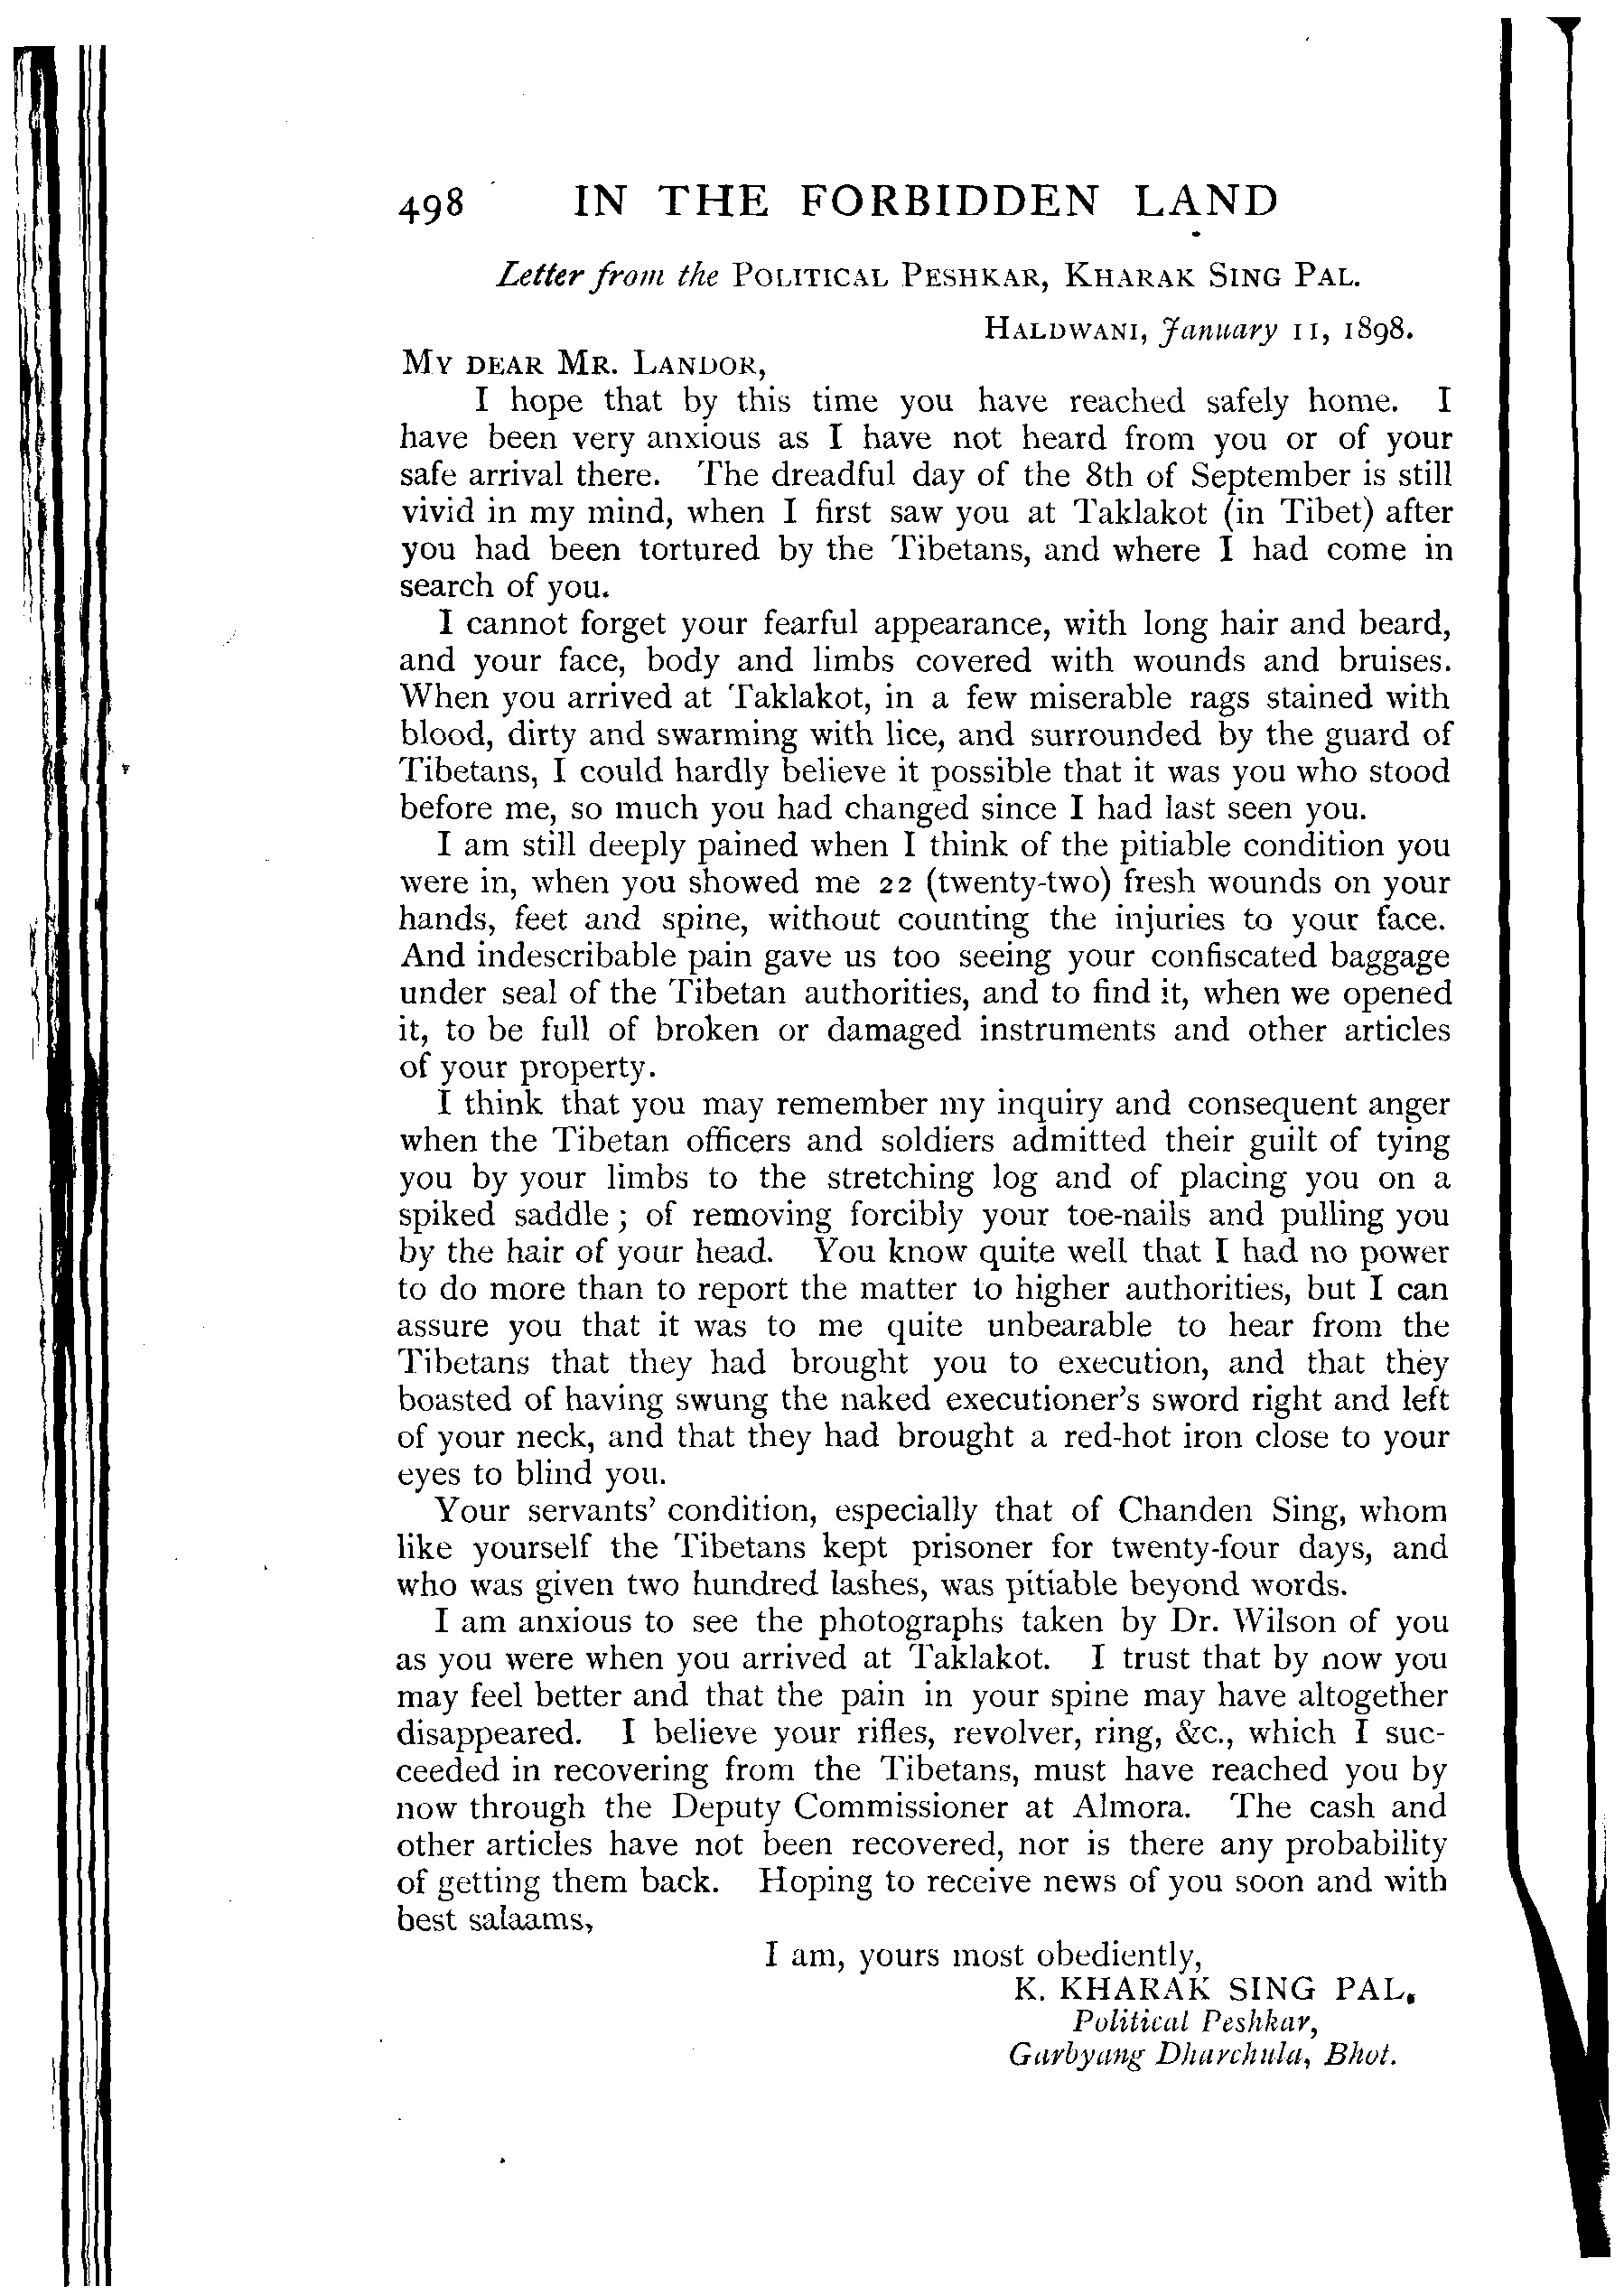 498 IN THE FORBIDDEN LAND
Letter from the POLITICAL PESHKAR, KHARAK SING PAL.
HALDWANI, January 11, 1898.
MY DEAR MR. LANDOR,
I hope that by this time you have reached safely home. I
have been very anxious as I have not heard from you or of your
safe arrival there. The dreadful day of the 8th of September is still
vivid in my mind, when I first saw you at Taklakot (in Tibet) after
you had been tortured by the Tibetans, and where I had come in
search of you.
I cannot forget your fearful appearance, with long hair and beard,
and your face, body and limbs covered with wounds and bruises.
When you arrived at Taklakot, in a few miserable rags stained with
blood, dirty and swarming with lice, and surrounded by the guard of
Tibetans, I could hardly believe it possible that it was you who stood
before me, so much you had changed since I had last seen you.
I am still deeply pained when I think of the pitiable condition you
were in, when you showed me 22 (twenty-two) fresh wounds on your
hands, feet and spine, without counting the injuries to your face.
And indescribable pain gave us too seeing your confiscated baggage
under seal of the Tibetan authorities, and to find it, when we opened
it, to be full of broken or damaged instruments and other articles
of your property.
I think that you may remember my inquiry and consequent anger
when the Tibetan officers and soldiers admitted their guilt of tying
you by your limbs to the stretching log and of placing you on a
spiked saddle; of removing forcibly your toe-nails and pulling you
by the hair of your head. You know quite well that I had no power
to do more than to report the matter to higher authorities, but I can
assure you that it was to me quite unbearable to hear from the
Tibetans that they had brought you to execution, and that they
boasted of having swung the naked executioner's sword right and left
of your neck, and that they had brought a red-hot iron close to your
eyes to blind you.
Your servants' condition, especially that of Chanden Sing, whom
like yourself the Tibetans kept prisoner for twenty-four days, and
who was given two hundred lashes, was pitiable beyond words.
I am anxious to see the photographs taken by Dr. Wilson of you
as you were when you arrived at Taklakot. I trust that by now you
may feel better and that the pain in your spine may have altogether
disappeared. I believe your rifles, revolver, ring, &c., which I suc-
ceeded in recovering from the Tibetans, must have reached you by
now through the Deputy Commissioner at Almora. The cash and
other articles have not been recovered, nor is there any probability
of getting them back. Hoping to receive news of you soon and with
best salaams,
I am, yours most obediently,
K. KHARAK SING PAL,
Political Peshkar,
Garbyang Dharchula, Bhot.